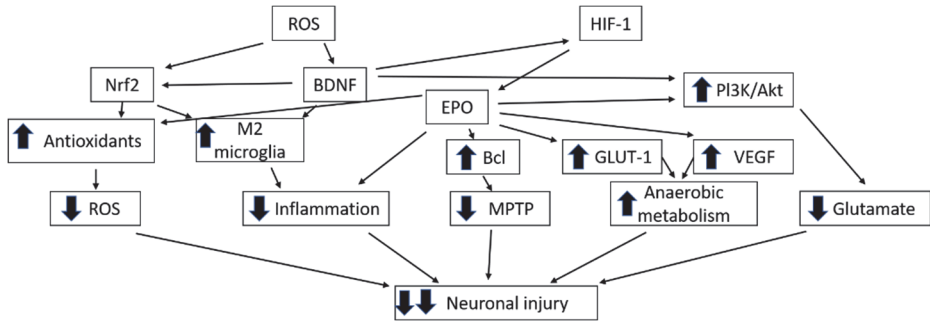 ROS
HIF-1
Nrf2
BDNF
PI3K/Akt
EPO
Antioxidants
M2
microglia
Bcl
GLUT-1
VEGF
ROS
Inflammation
MPTP
Anaerobic
metabolism
Glutamate
Neuronal injury